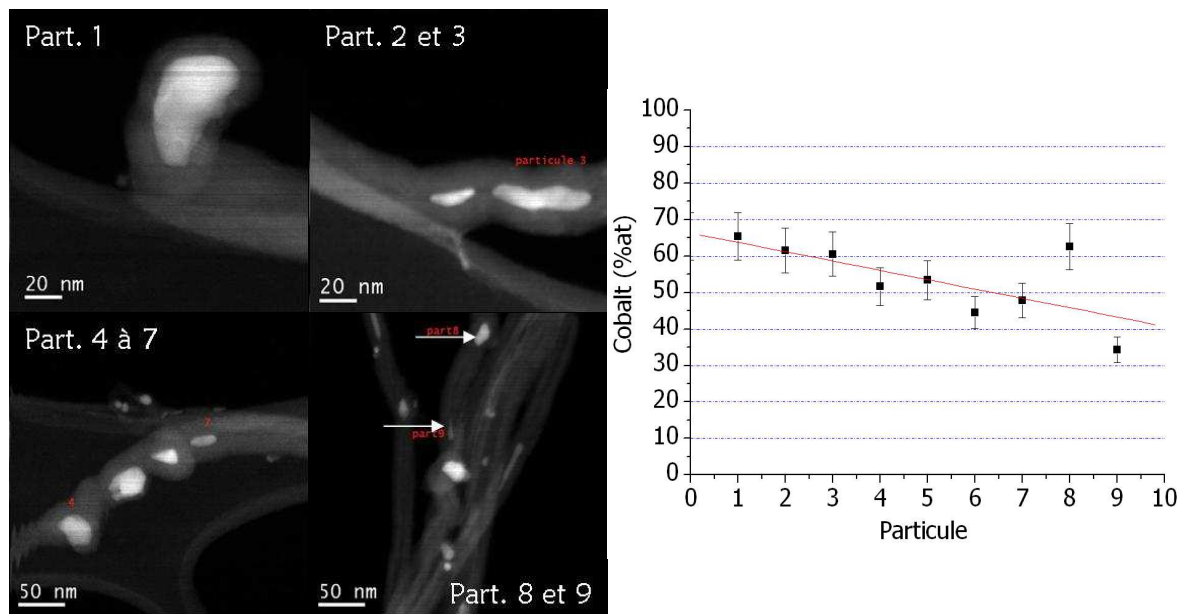 Part. 1
Part. 2 et 3
particule 3
20 nm
20 nm
Part. 4 à 7
7
4
50 nm
part8
part9
50 nm
Part. 8 et 9
Cobalt (%at)
100
90
80
70
60
50
40
30
20
10
0
0 1 2 3 4 5 6 7 8 9 10
Particule